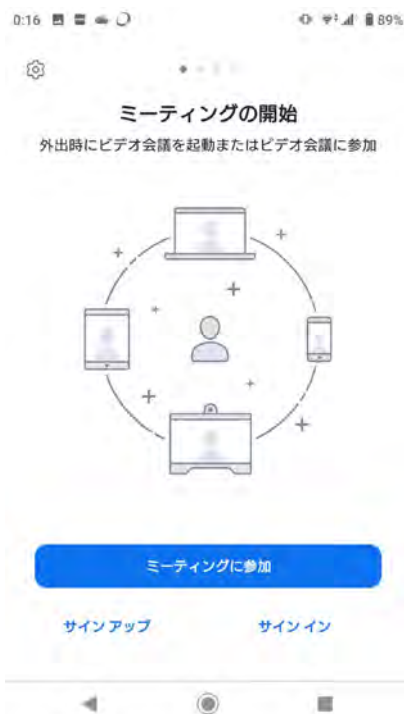 0:16
89%
ミーティングの開始
外出時にビデオ会議を起動またはビデオ会議に参加
ミーティングに参加
サイン アップ
サイン イン